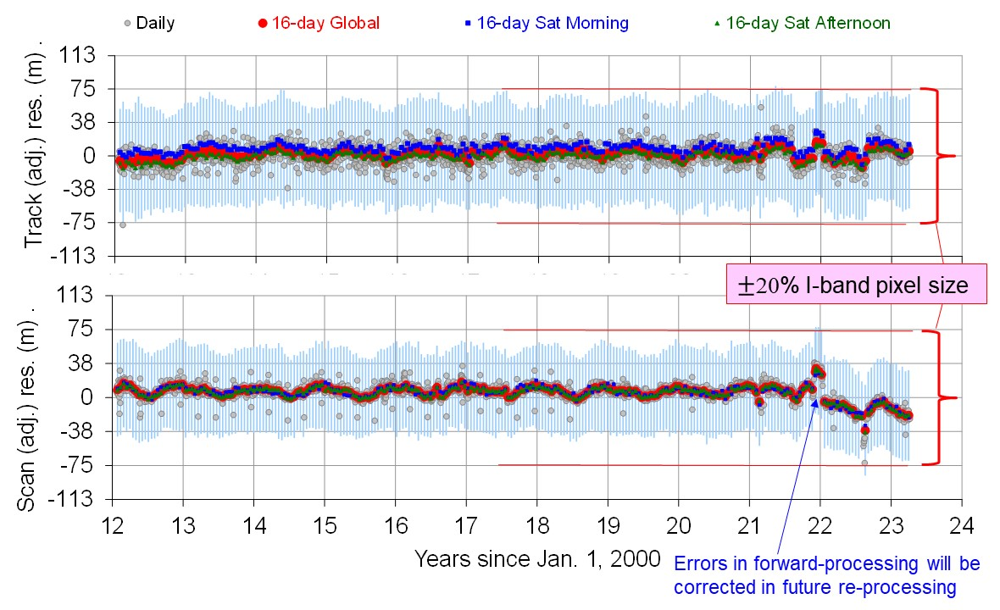 Daily 16-day Global 16-day Sat Morning 16-day Sat Afternoon
Track (adj.) res. (m) .
113
75
38
0
-38
-75
-113
±20% I-band pixel size
Scan (adj.) res. (m) .
113
75
38
0
-38
-75
-113
12 13 14 15 16 17 18 19 20 21 22 23 24
Years since Jan. 1, 2000
Errors in forward-processing will be
corrected in future re-processing